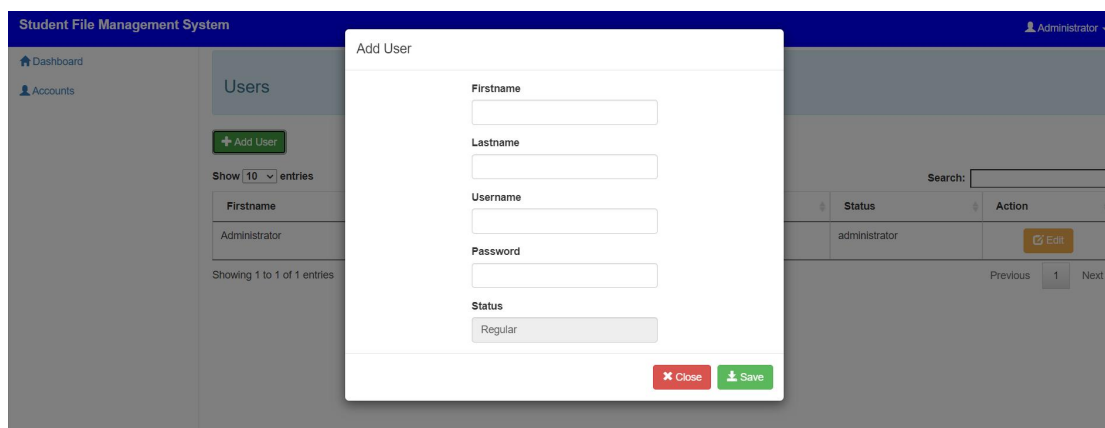 Student File Management System
Administrator
Dashboard
Accounts
Users
Add User
Show 10 entries
Search:
Firstname
Status
Action
Administrator
administrator
Edit
Showing 1 to 1 of 1 entries
Previous 1 Next
Add User
Firstname
Lastname
Username
Password
Status
Regular
Close
Save